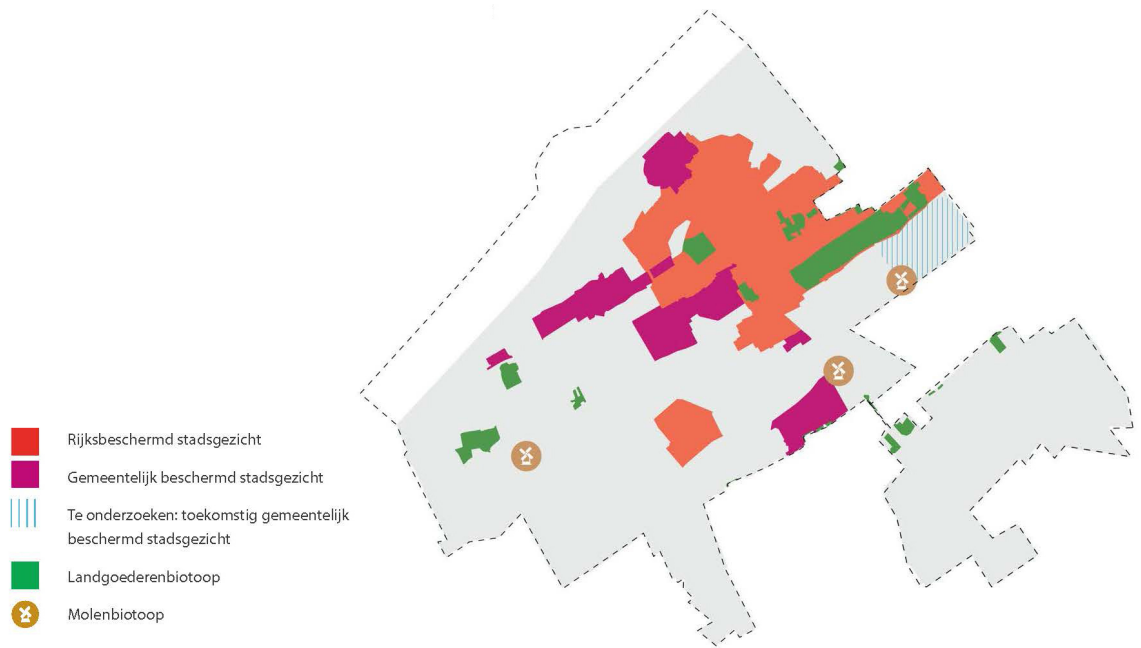 Rijksbeschermd stadsgezicht
Gemeentelijk beschermd stadsgezicht
Te onderzoeken: toekomstig gemeentelijk
beschermd stadsgezicht
Landgoederenbiotoop
Molenbiotoop